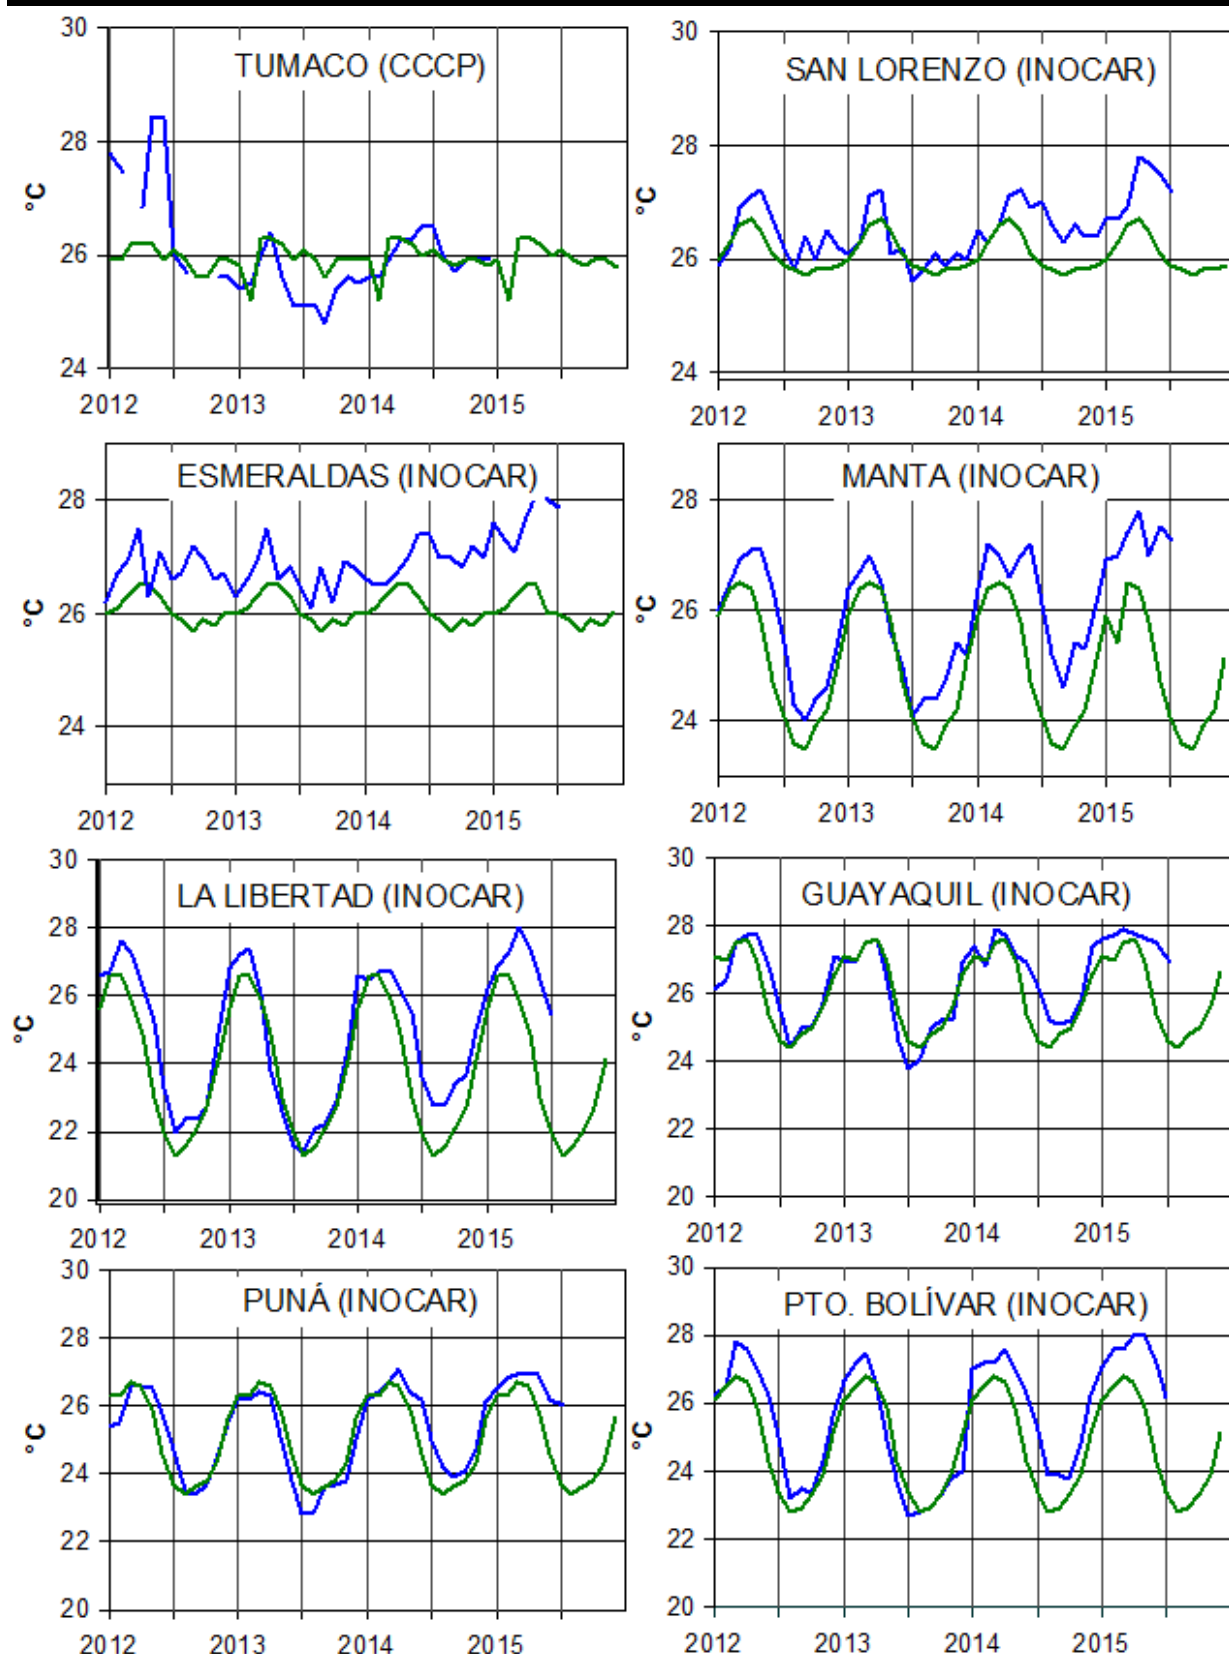 30
TUMACO (CCCP)
28
°C
26
24
2012 2013 2014 2015
30
SAN LORENZO (INOCAR)
28
°C
26
24
2012 2013 2014 2015
ESMERALDAS (INOCAR)
28
°C
26
24
2012 2013 2014 2015
MANTA (INOCAR)
28
°C
26
24
2012 2013 2014 2015
30
LA LIBERTAD (INOCAR)
28
26
°C
24
22
20
2012 2013 2014 2015
30
GUAYAQUIL (INOCAR)
28
26
°C
24
22
20
2012 2013 2014 2015
30
PUNÁ (INOCAR)
28
26
°C
24
22
20
2012 2013 2014 2015
30
PTO. BOLÍVAR (INOCAR)
28
26
°C
24
22
20
2012 2013 2014 2015